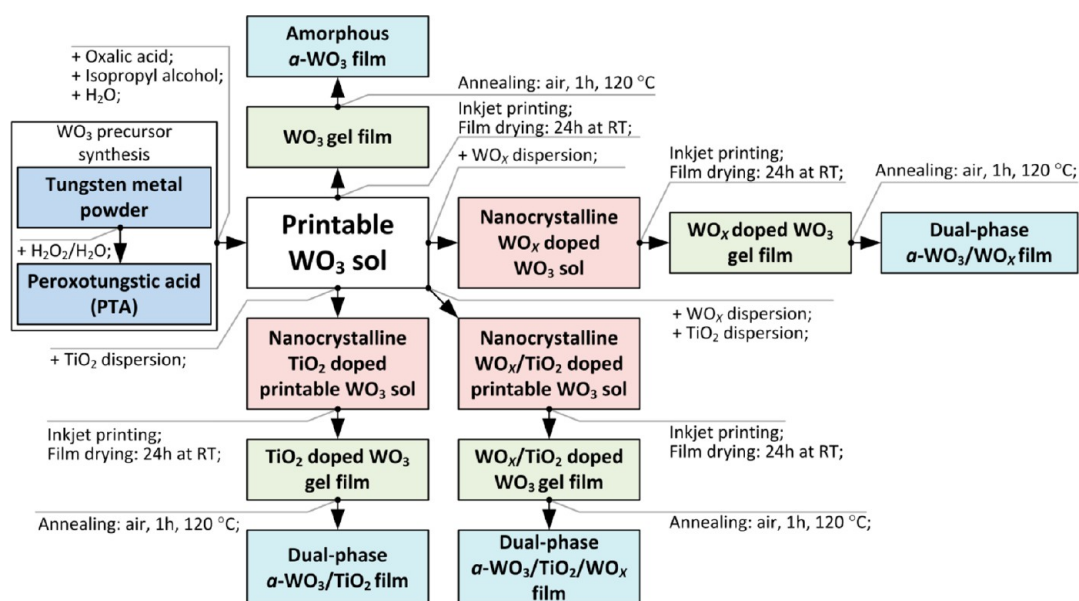 Amorphous
a-WO₃ film
+ Oxalic acid;
+ Isopropyl alcohol;
+ H₂O;
Annealing: air, 1h, 120 °C
Inkjet printing;
Film drying: 24h at RT;
WO₃ gel film
+ WOₓ dispersion;
WO₃ precursor
synthesis
Tungsten metal
powder
+ H₂O₂/H₂O;
Peroxotungstic acid
(PTA)
Printable
WO₃ sol
Nanocrystalline
WOₓ doped
WO₃ sol
Inkjet printing;
Film drying: 24h at RT;
WOₓ doped WO₃
gel film
Annealing: air, 1h, 120 °C;
Dual-phase
a-WO₃/WOₓ film
+ TiO₂ dispersion;
+ WOₓ dispersion;
+ TiO₂ dispersion;
Nanocrystalline
TiO₂ doped
printable WO₃ sol
Nanocrystalline
WOₓ/TiO₂ doped
printable WO₃ sol
Inkjet printing;
Film drying: 24h at RT;
Inkjet printing;
Film drying: 24h at RT;
TiO₂ doped WO₃
gel film
WOₓ/TiO₂ doped
WO₃ gel film
Annealing: air, 1h, 120 °C;
Annealing: air, 1h, 120 °C;
Dual-phase
a-WO₃/TiO₂ film
Dual-phase
a-WO₃/TiO₂/WOₓ
film